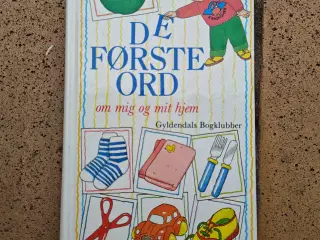 DE
FØRSTE
ORD
om mig og mit hjem
Gyldendals Bogklubber